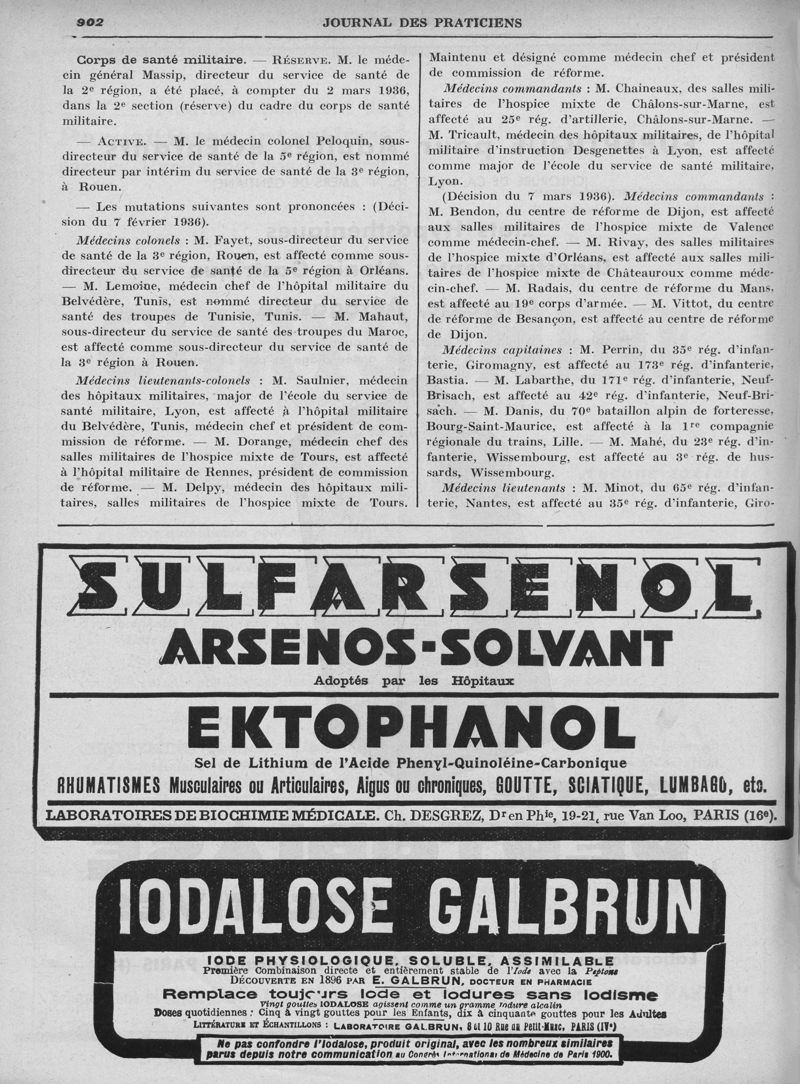 902
JOURNAL DES PRATICIENS
Corps de santé militaire. — RÉSERVE. M. le méde-
cin général Massip, directeur du service de santé de
la 2e région, a été placé, à compter du 2 mars 1936,
dans la 2e section (réserve) du cadre du corps de santé
militaire.
— ACTIVE. — M. le médecin colonel Peloquin, sous-
directeur du service de santé de la 5e région, est nommé
directeur par intérim du service de santé de la 3e région,
à Rouen.
— Les mutations suivantes sont prononcées : (Déci-
sion du 7 février 1936).
Médecins colonels : M. Fayet, sous-directeur du service
de santé de la 3e région, Rouen, est affecté comme sous-
directeur du service de santé de la 5e région à Orléans.
— M. Lemoine, médecin chef de l'hôpital militaire du
Belvédère, Tunis, est nommé directeur du service de
santé des troupes de Tunisie, Tunis. — M. Mahaut,
sous-directeur du service de santé des troupes du Maroc,
est affecté comme sous-directeur du service de santé de
la 3e région à Rouen.
Médecins lieutenants-colonels : M. Saulnier, médecin
des hôpitaux militaires, major de l'école du service de
santé militaire, Lyon, est affecté à l'hôpital militaire
du Belvédère, Tunis, médecin chef et président de com-
mission de réforme. — M. Dorange, médecin chef des
salles militaires de l'hospice mixte de Tours, est affecté
à l'hôpital militaire de Rennes, président de commission
de réforme. — M. Delpy, médecin des hôpitaux mili-
taires, salles militaires de l'hospice mixte de Tours.
Maintenu et désigné comme médecin chef et président
de commission de réforme.
Médecins commandants : M. Chaineaux, des salles mili-
taires de l'hospice mixte de Châlons-sur-Marne, est
affecté au 25e rég. d'artillerie, Châlons-sur-Marne. —
M. Tricault, médecin des hôpitaux militaires, de l'hôpital
militaire d'instruction Desgenettes à Lyon, est affecté
comme major de l'école du service de santé militaire,
Lyon.
(Décision du 7 mars 1936). Médecins commandants :
M. Bendon, du centre de réforme de Dijon, est affecté
aux salles militaires de l'hospice mixte de Valence
comme médecin-chef. — M. Rivay, des salles militaires
de l'hospice mixte d'Orléans, est affecté aux salles mili-
taires de l'hospice mixte de Châteauroux comme méde-
cin-chef. — M. Radais, du centre de réforme du Mans,
est affecté au 19e corps d'armée. — M. Vittot, du centre
de réforme de Besançon, est affecté au centre de réforme
de Dijon.
Médecins capitaines : M. Perrin, du 35e rég. d'infan-
terie, Giromagny, est affecté au 173e rég. d'infanterie,
Bastia. — M. Labarthe, du 171e rég. d'infanterie, Neuf-
Brisach, est affecté au 42e rég. d'infanterie, Neuf-Bri-
sach. — M. Danis, du 70e bataillon alpin de forteresse,
Bourg-Saint-Maurice, est affecté à la 1re compagnie
régionale du trains, Lille. — M. Mahé, du 23e rég. d'in-
fanterie, Wissembourg, est affecté au 3e rég. de hus-
sards, Wissembourg.
Médecins lieutenants : M. Minot, du 65e rég. d'infan-
terie, Nantes, est affecté au 35e rég. d'infanterie, Giro-
SULFARSENOL
ARSENOS-SOLVANT
Adoptés par les Hôpitaux
EKTOPHANOL
Sel de Lithium de l'Acide Phenyl-Quinoléine-Carbonique
RHUMATISMES Musculaires ou Articulaires, Aigus ou chroniques, GOUTTE, SCIATIQUE, LUMBAGO, etc.
LABORATOIRES DE BIOCHIMIE MÉDICALE. Ch. DESGREZ, Dr en Phie, 19-21, rue Van Loo, PARIS (16e).
IODALOSE GALBRUN
IODE PHYSIOLOGIQUE, SOLUBLE, ASSIMILABLE
Première Combinaison directe et entièrement stable de l'Iode avec la Peptone
DÉCOUVERTE EN 1896 PAR E. GALBRUN, DOCTEUR EN PHARMACIE
Remplace toujours Iode et Iodures sans Iodisme
Vingt gouttes IODALOSE agissent comme un gramme Iodure alcalin
Doses quotidiennes : Cinq à vingt gouttes pour les Enfants, dix à cinquante gouttes pour les Adultes
LITTÉRATURE ET ÉCHANTILLONS : LABORATOIRE GALBRUN, 8 et 10 Rue du Petit-Musc, PARIS (IVe)
Ne pas confondre l'Iodalose, produit original, avec les nombreux similaires
parus depuis notre communication au Congrès International de Médecine de Paris 1900.